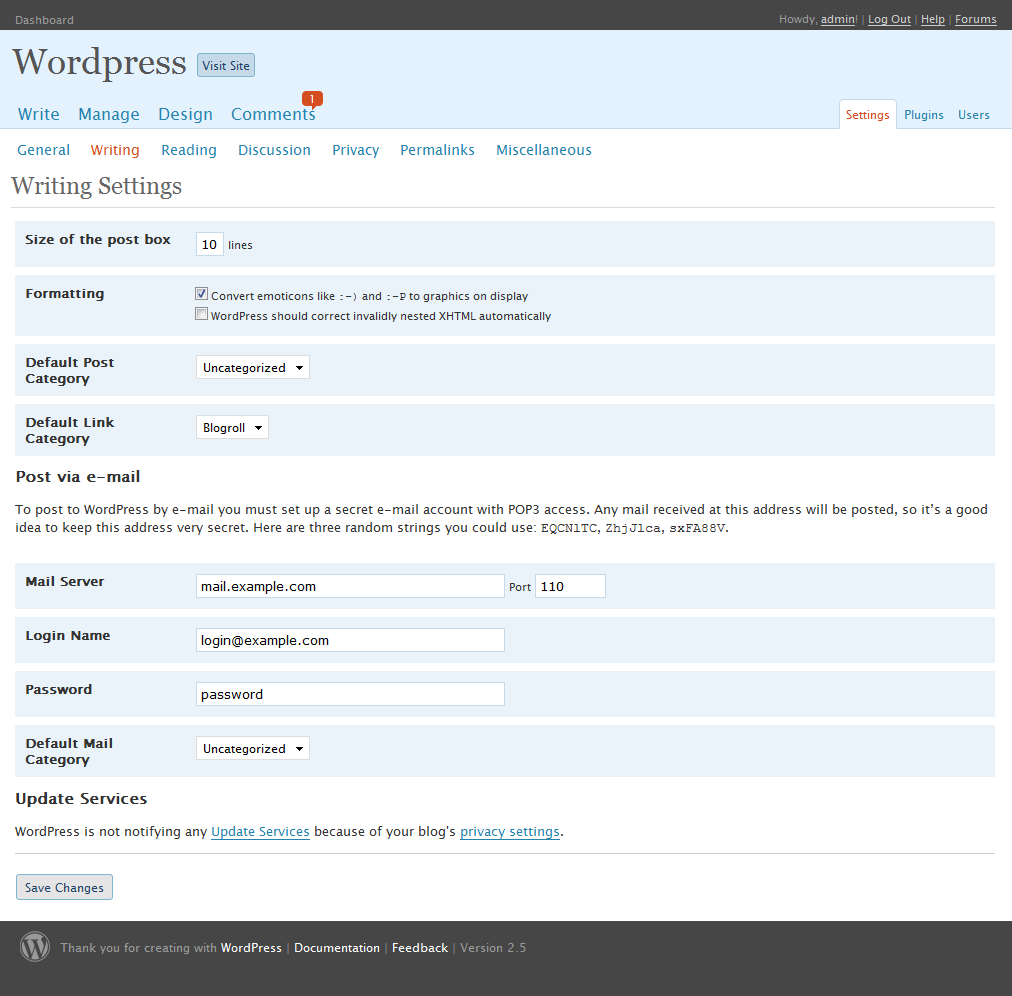 Dashboard
Howdy, admin! | Log Out | Help | Forums
Wordpress Visit Site
1
Write Manage Design Comments
Settings Plugins Users
General Writing Reading Discussion Privacy Permalinks Miscellaneous
Writing Settings
Size of the post box
10 lines
Formatting
Convert emoticons like :-) and :-P to graphics on display
WordPress should correct invalidly nested XHTML automatically
Default Post
Category
Uncategorized
Default Link
Category
Blogroll
Post via e-mail
To post to WordPress by e-mail you must set up a secret e-mail account with POP3 access. Any mail received at this address will be posted, so it's a good
idea to keep this address very secret. Here are three random strings you could use: EQCNlTC, ZhjJlca, sxFA88V.
Mail Server
mail.example.com Port 110
Login Name
login@example.com
Password
password
Default Mail
Category
Uncategorized
Update Services
WordPress is not notifying any Update Services because of your blog's privacy settings.
Save Changes
Thank you for creating with WordPress | Documentation | Feedback | Version 2.5